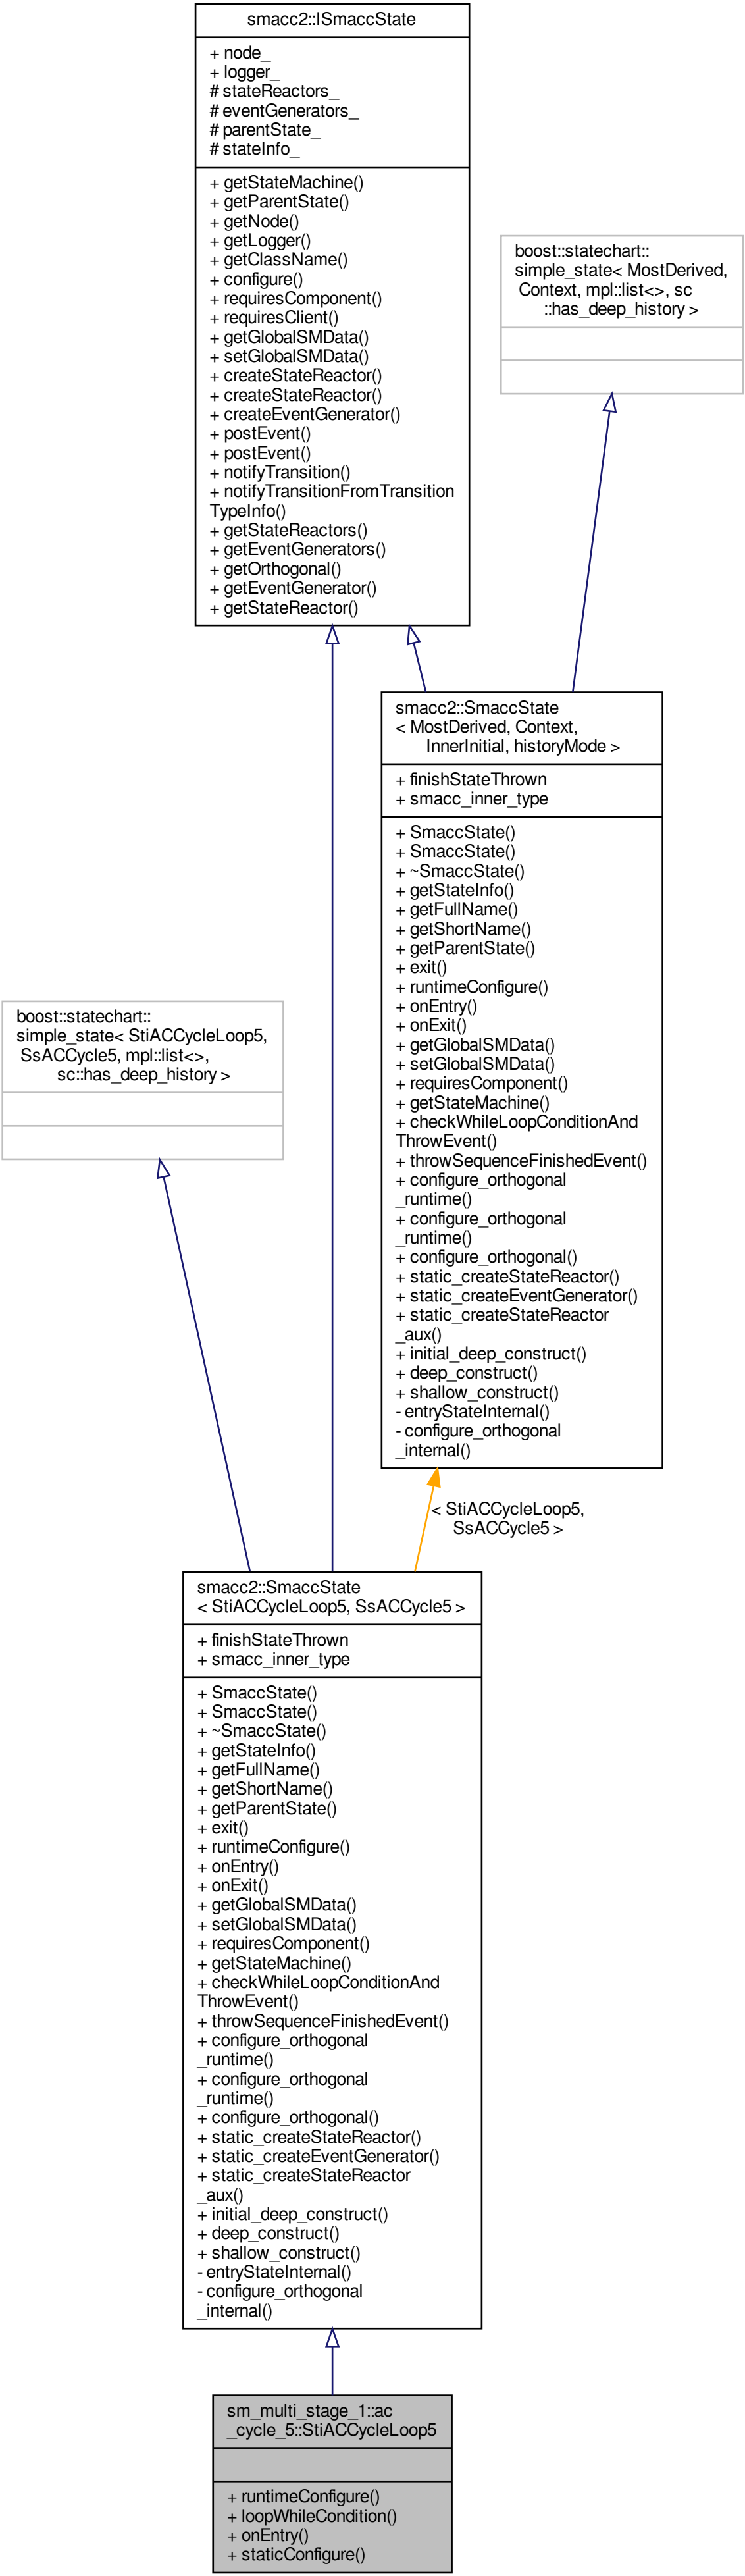 smacc2::ISmaccState
+ node_
+ logger_
# stateReactors_
# eventGenerators_
# parentState_
# stateInfo_
+ getStateMachine()
+ getParentState()
+ getNode()
+ getLogger()
+ getClassName()
+ configure()
+ requiresComponent()
+ requiresClient()
+ getGlobalSMData()
+ setGlobalSMData()
+ createStateReactor()
+ createStateReactor()
+ createEventGenerator()
+ postEvent()
+ postEvent()
+ notifyTransition()
+ notifyTransitionFromTransition
TypeInfo()
+ getStateReactors()
+ getEventGenerators()
+ getOrthogonal()
+ getEventGenerator()
+ getStateReactor()
boost::statechart::
simple_state< MostDerived,
Context, mpl::list<>, sc
::has_deep_history >
smacc2::SmaccState
< MostDerived, Context,
InnerInitial, historyMode >
+ finishStateThrown
+ smacc_inner_type
+ SmaccState()
+ SmaccState()
+ ~SmaccState()
+ getStateInfo()
+ getFullName()
+ getShortName()
+ getParentState()
+ exit()
+ runtimeConfigure()
+ onEntry()
+ onExit()
+ getGlobalSMData()
+ setGlobalSMData()
+ requiresComponent()
+ getStateMachine()
+ checkWhileLoopConditionAnd
ThrowEvent()
+ throwSequenceFinishedEvent()
+ configure_orthogonal
_runtime()
+ configure_orthogonal
_runtime()
+ configure_orthogonal()
+ static_createStateReactor()
+ static_createEventGenerator()
+ static_createStateReactor
_aux()
+ initial_deep_construct()
+ deep_construct()
+ shallow_construct()
- entryStateInternal()
- configure_orthogonal
_internal()
boost::statechart::
simple_state< StiACCycleLoop5,
SsACCycle5, mpl::list<>,
sc::has_deep_history >
< StiACCycleLoop5,
SsACCycle5 >
smacc2::SmaccState
< StiACCycleLoop5, SsACCycle5 >
+ finishStateThrown
+ smacc_inner_type
+ SmaccState()
+ SmaccState()
+ ~SmaccState()
+ getStateInfo()
+ getFullName()
+ getShortName()
+ getParentState()
+ exit()
+ runtimeConfigure()
+ onEntry()
+ onExit()
+ getGlobalSMData()
+ setGlobalSMData()
+ requiresComponent()
+ getStateMachine()
+ checkWhileLoopConditionAnd
ThrowEvent()
+ throwSequenceFinishedEvent()
+ configure_orthogonal
_runtime()
+ configure_orthogonal
_runtime()
+ configure_orthogonal()
+ static_createStateReactor()
+ static_createEventGenerator()
+ static_createStateReactor
_aux()
+ initial_deep_construct()
+ deep_construct()
+ shallow_construct()
- entryStateInternal()
- configure_orthogonal
_internal()
sm_multi_stage_1::ac
_cycle_5::StiACCycleLoop5
+ runtimeConfigure()
+ loopWhileCondition()
+ onEntry()
+ staticConfigure()